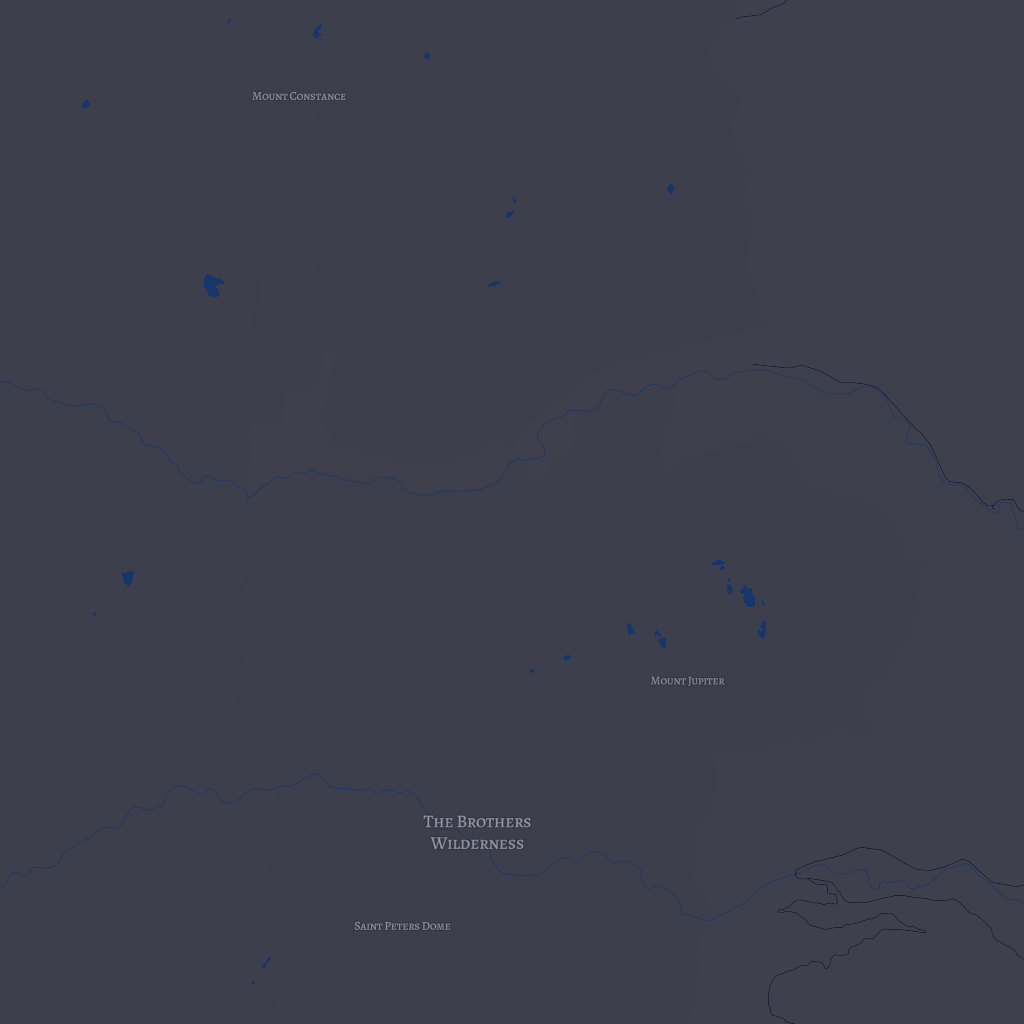 Mount Constance
Mount Jupiter
The Brothers
Wilderness
Saint Peters Dome